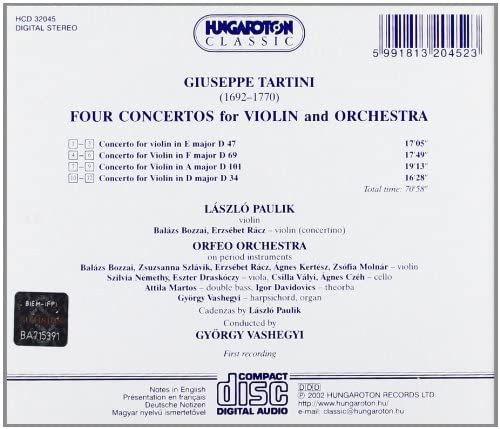 HCD 32045
DIGITAL STEREO
HUNGAROTON
CLASSIC
5 991813 204523
GIUSEPPE TARTINI
(1692–1770)
FOUR CONCERTOS for VIOLIN and ORCHESTRA
1 – 3 Concerto for violin in E major D 47 17'05"
4 – 6 Concerto for Violin in F major D 69 17'49"
7 – 9 Concerto for Violin in A major D 101 19'13"
10 – 12 Concerto for Violin in D major D 34 16'28"
Total time: 70'58"
LÁSZLÓ PAULIK
violin
Balázs Bozzai, Erzsébet Rácz – violin (concertino)
ORFEO ORCHESTRA
on period instruments
Balázs Bozzai, Zsuzsanna Szlávik, Erzsébet Rácz, Ágnes Kertész, Zsófia Molnár – violin
Szilvia Némethy, Eszter Draskóczy – viola, Csilla Vályi, Ágnes Czéh – cello
Attila Martos – double bass, Igor Davidovics – theorba
György Vashegyi – harpsichord, organ
Cadenzas by László Paulik
Conducted by
GYÖRGY VASHEGYI
First recording
BIEM-IFPI
BA715391
Notes in English
Présentation en français
Deutsche Notizen
Magyar nyelvű ismertetővel
COMPACT
disc
DIGITAL AUDIO
DDD
℗ 2002 HUNGAROTON RECORDS LTD.
http://www.hungaroton.hu/
e-mail: classic@hungaroton.hu